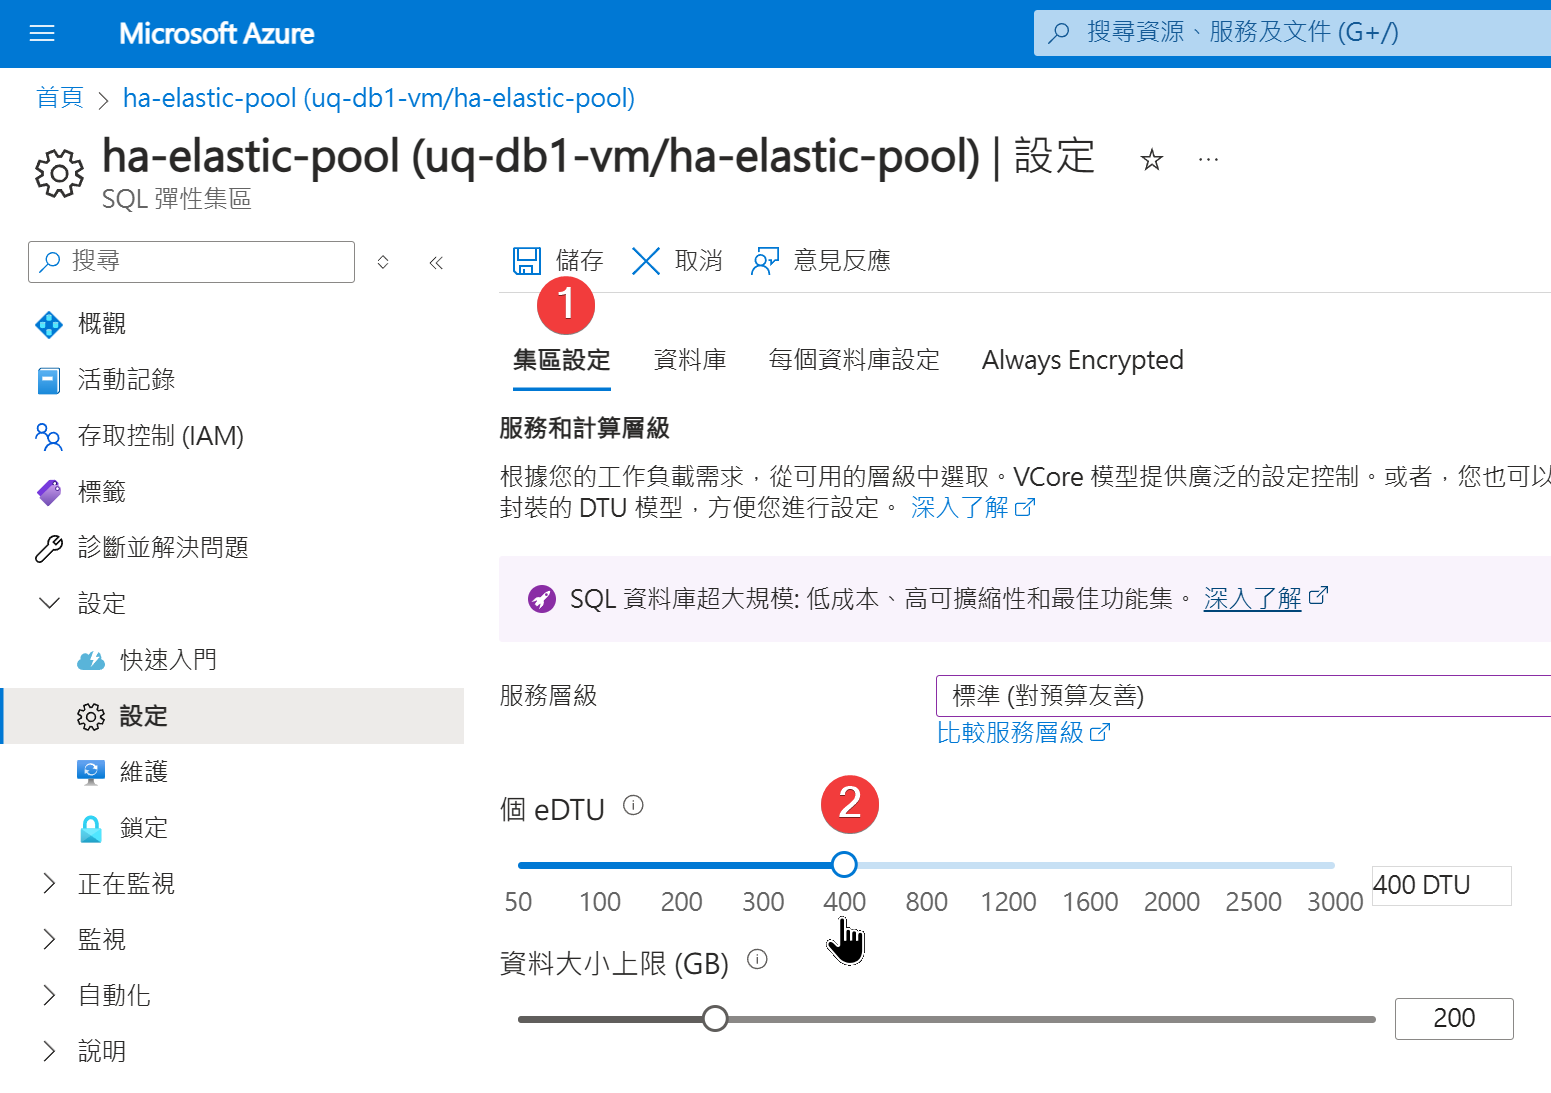 Microsoft Azure
搜尋資源、服務及文件 (G+/)
首頁 > ha-elastic-pool (uq-db1-vm/ha-elastic-pool)
ha-elastic-pool (uq-db1-vm/ha-elastic-pool) | 設定
SQL 彈性集區
搜尋
概觀
活動記錄
存取控制 (IAM)
標籤
診斷並解決問題
設定
快速入門
設定
維護
鎖定
正在監視
監視
自動化
說明
儲存 取消 意見反應
1
集區設定 資料庫 每個資料庫設定 Always Encrypted
服務和計算層級
根據您的工作負載需求，從可用的層級中選取。VCore 模型提供廣泛的設定控制。或者，您也可以
封裝的 DTU 模型，方便您進行設定。 深入了解
SQL 資料庫超大規模: 低成本、高可擴縮性和最佳功能集。 深入了解
服務層級 標準 (對預算友善)
比較服務層級
個 eDTU
2
50 100 200 300 400 800 1200 1600 2000 2500 3000 400 DTU
資料大小上限 (GB)
200